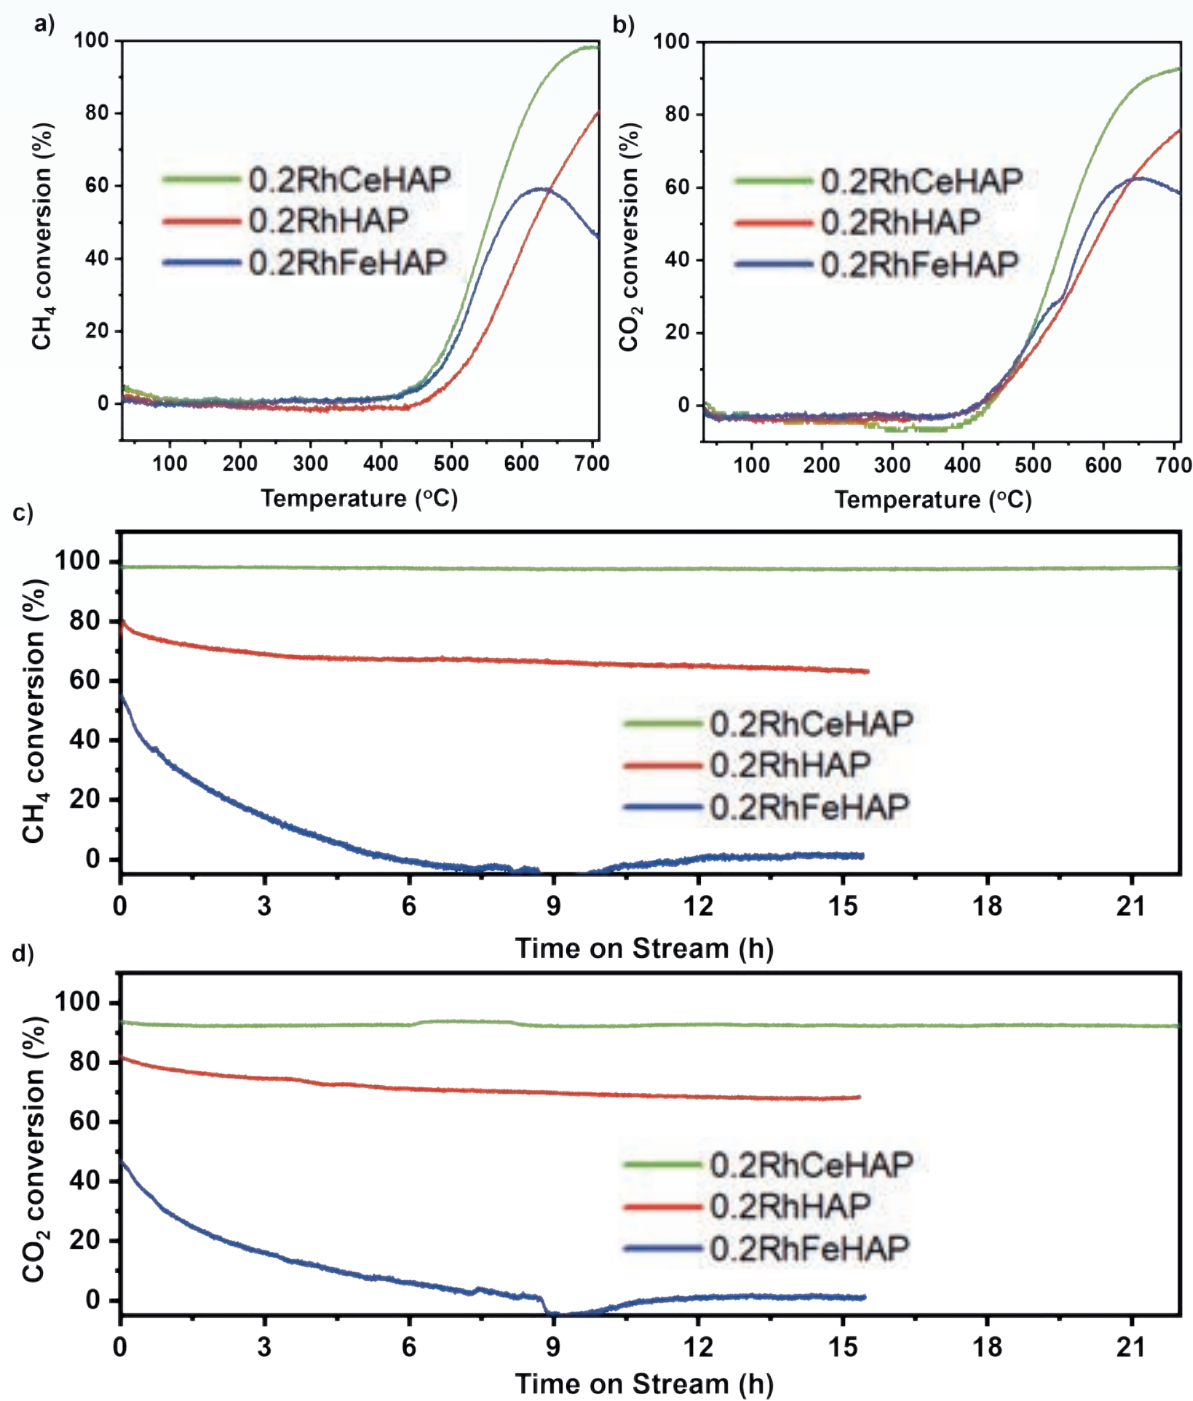 a)
100
80
60
40
20
0
CH₄ conversion (%)
0.2RhCeHAP
0.2RhHAP
0.2RhFeHAP
100 200 300 400 500 600 700
Temperature (°C)
b)
100
80
60
40
20
0
CO₂ conversion (%)
0.2RhCeHAP
0.2RhHAP
0.2RhFeHAP
100 200 300 400 500 600 700
Temperature (°C)
c)
100
80
60
40
20
0
CH₄ conversion (%)
0.2RhCeHAP
0.2RhHAP
0.2RhFeHAP
0 3 6 9 12 15 18 21
Time on Stream (h)
d)
100
80
60
40
20
0
CO₂ conversion (%)
0.2RhCeHAP
0.2RhHAP
0.2RhFeHAP
0 3 6 9 12 15 18 21
Time on Stream (h)